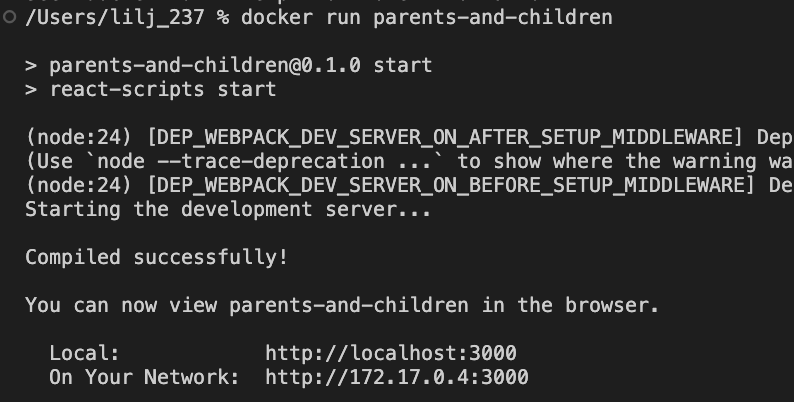 /Users/lilj_237 % docker run parents-and-children
> parents-and-children@0.1.0 start
> react-scripts start
(node:24) [DEP_WEBPACK_DEV_SERVER_ON_AFTER_SETUP_MIDDLEWARE] Dep
(Use `node --trace-deprecation ...` to show where the warning wa
(node:24) [DEP_WEBPACK_DEV_SERVER_ON_BEFORE_SETUP_MIDDLEWARE] De
Starting the development server...
Compiled successfully!
You can now view parents-and-children in the browser.
Local: http://localhost:3000
On Your Network: http://172.17.0.4:3000